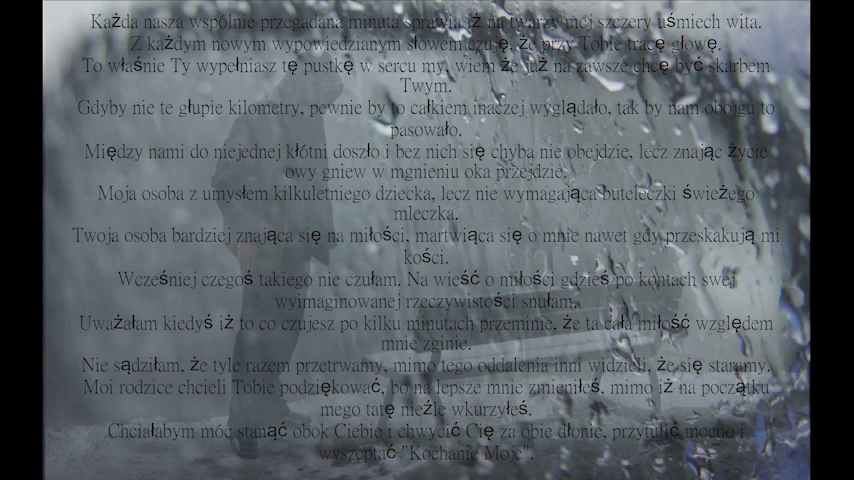 Każda nasza wspólnie przegadana minuta sprawia iż na twarzy mej szczery uśmiech wita.
Z każdym nowym wypowiedzianym słowem czuję, że przy Tobie tracę głowę.
To właśnie Ty wypełniasz tę pustkę w sercu my, wiem że już na zawsze chcę być skarbem
Twym.
Gdyby nie te głupie kilometry, pewnie by to całkiem inaczej wyglądało, tak by nam obojgu to
pasowało.
Między nami do niejednej kłótni doszło i bez nich się chyba nie obejdzie, lecz znając życie
owy gniew w mgnieniu oka przejdzie.
Moja osoba z umysłem kilkuletniego dziecka, lecz nie wymagająca buteleczki świeżego
mleczka.
Twoja osoba bardziej znająca się na miłości, martwiąca się o mnie nawet gdy przeskakują mi
kości.
Wcześniej czegoś takiego nie czułam. Na wieść o miłości gdzieś po kontach swej
wyimaginowanej rzeczywistości snułam.
Uważałam kiedyś iż to co czujesz po kilku minutach przeminie, że ta cała miłość względem
mnie zginie.
Nie sądziłam, że tyle razem przetrwamy, mimo tego oddalenia inni widzieli, że się staramy.
Moi rodzice chcieli Tobie podziękować, bo na lepsze mnie zmieniłeś, mimo iż na początku
mego tatę nieźle wkurzyłeś.
Chciałabym móc stanąć obok Ciebie i chwycić Cię za obie dłonie, przytulić mocno i
wyszeptać "Kochanie Moje".